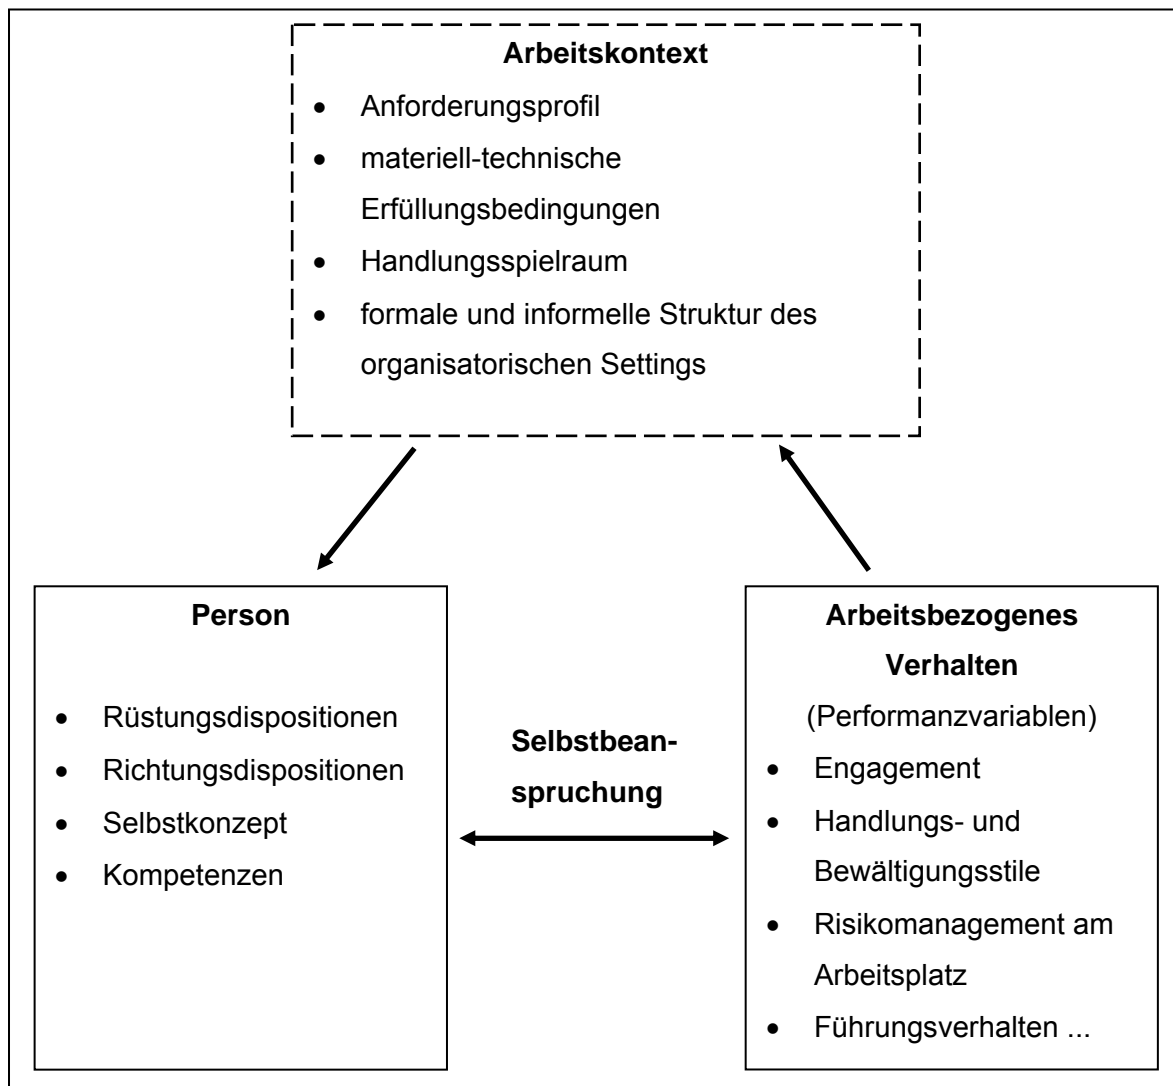 Arbeitskontext
• Anforderungsprofil
• materiell-technische
Erfüllungsbedingungen
• Handlungsspielraum
• formale und informelle Struktur des
organisatorischen Settings
Person
• Rüstungsdispositionen
• Richtungsdispositionen
• Selbstkonzept
• Kompetenzen
Selbstbean-
spruchung
Arbeitsbezogenes
Verhalten
(Performanzvariablen)
• Engagement
• Handlungs- und
Bewältigungsstile
• Risikomanagement am
Arbeitsplatz
• Führungsverhalten ...